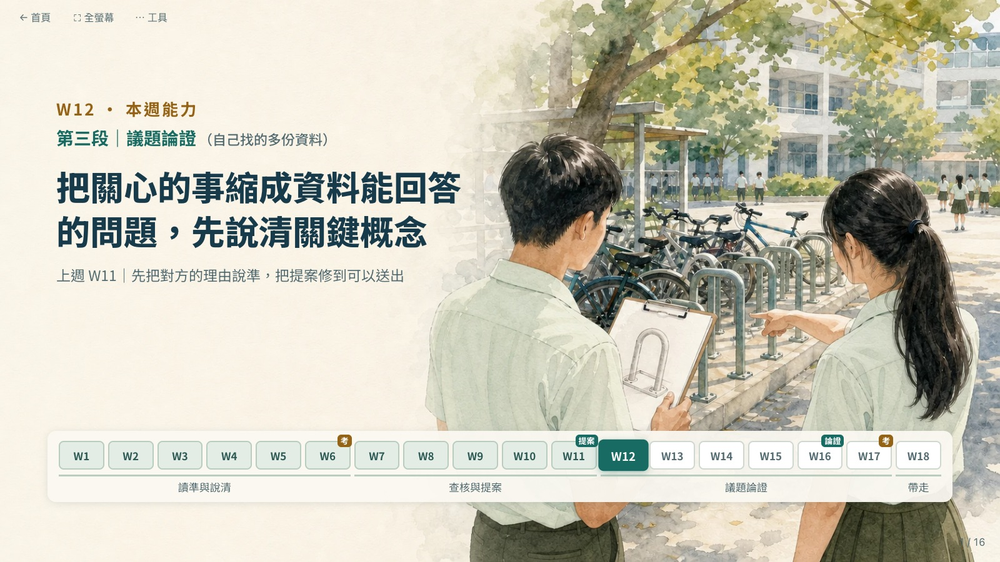 ← 首頁 全螢幕 ⋯ 工具
W12 · 本週能力
第三段｜議題論證（自己找的多份資料）
把關心的事縮成資料能回答
的問題，先說清關鍵概念
上週 W11｜先把對方的理由說準，把提案修到可以送出
考 提案 論證 考
W1 W2 W3 W4 W5 W6 W7 W8 W9 W10 W11 W12 W13 W14 W15 W16 W17 W18
讀準與說清 查核與提案 議題論證 帶走
/ 16